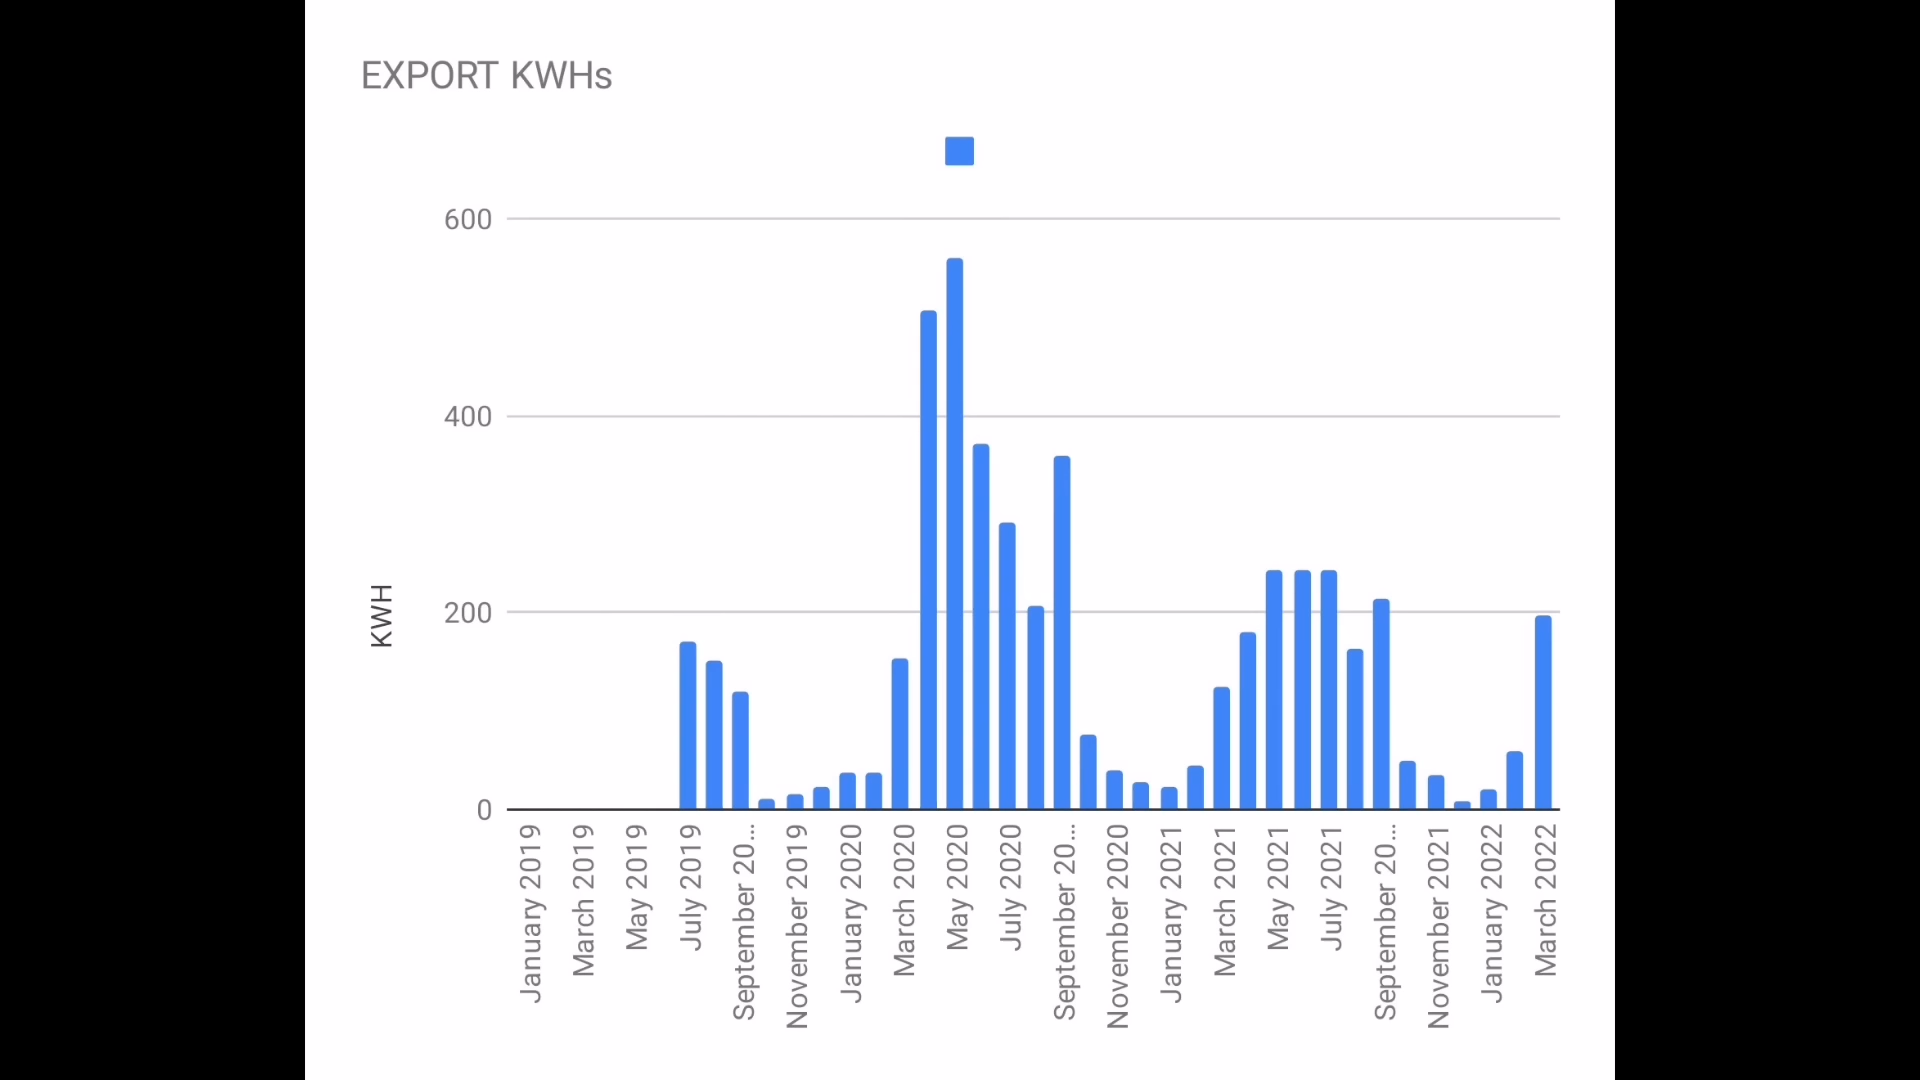 EXPORT KWHs
600
400
200
0
KWH
January 2019
March 2019
May 2019
July 2019
September 20...
November 2019
January 2020
March 2020
May 2020
July 2020
September 20...
November 2020
January 2021
March 2021
May 2021
July 2021
September 20...
November 2021
January 2022
March 2022